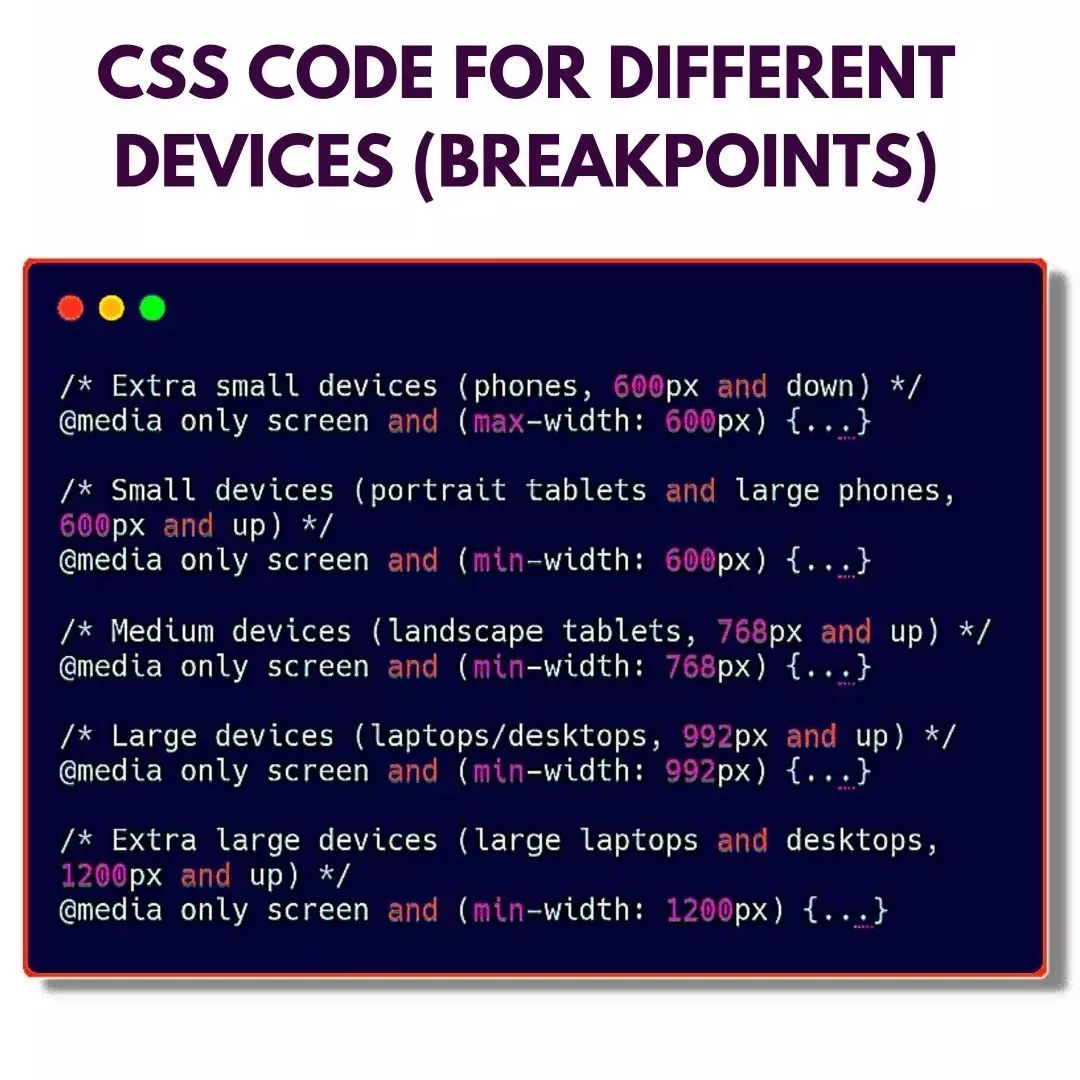 CSS CODE FOR DIFFERENT
DEVICES (BREAKPOINTS)
/* Extra small devices (phones, 600px and down) */
@media only screen and (max-width: 600px) {...}
/* Small devices (portrait tablets and large phones,
600px and up) */
@media only screen and (min-width: 600px) {...}
/* Medium devices (landscape tablets, 768px and up) */
@media only screen and (min-width: 768px) {...}
/* Large devices (laptops/desktops, 992px and up) */
@media only screen and (min-width: 992px) {...}
/* Extra large devices (large laptops and desktops,
1200px and up) */
@media only screen and (min-width: 1200px) {...}